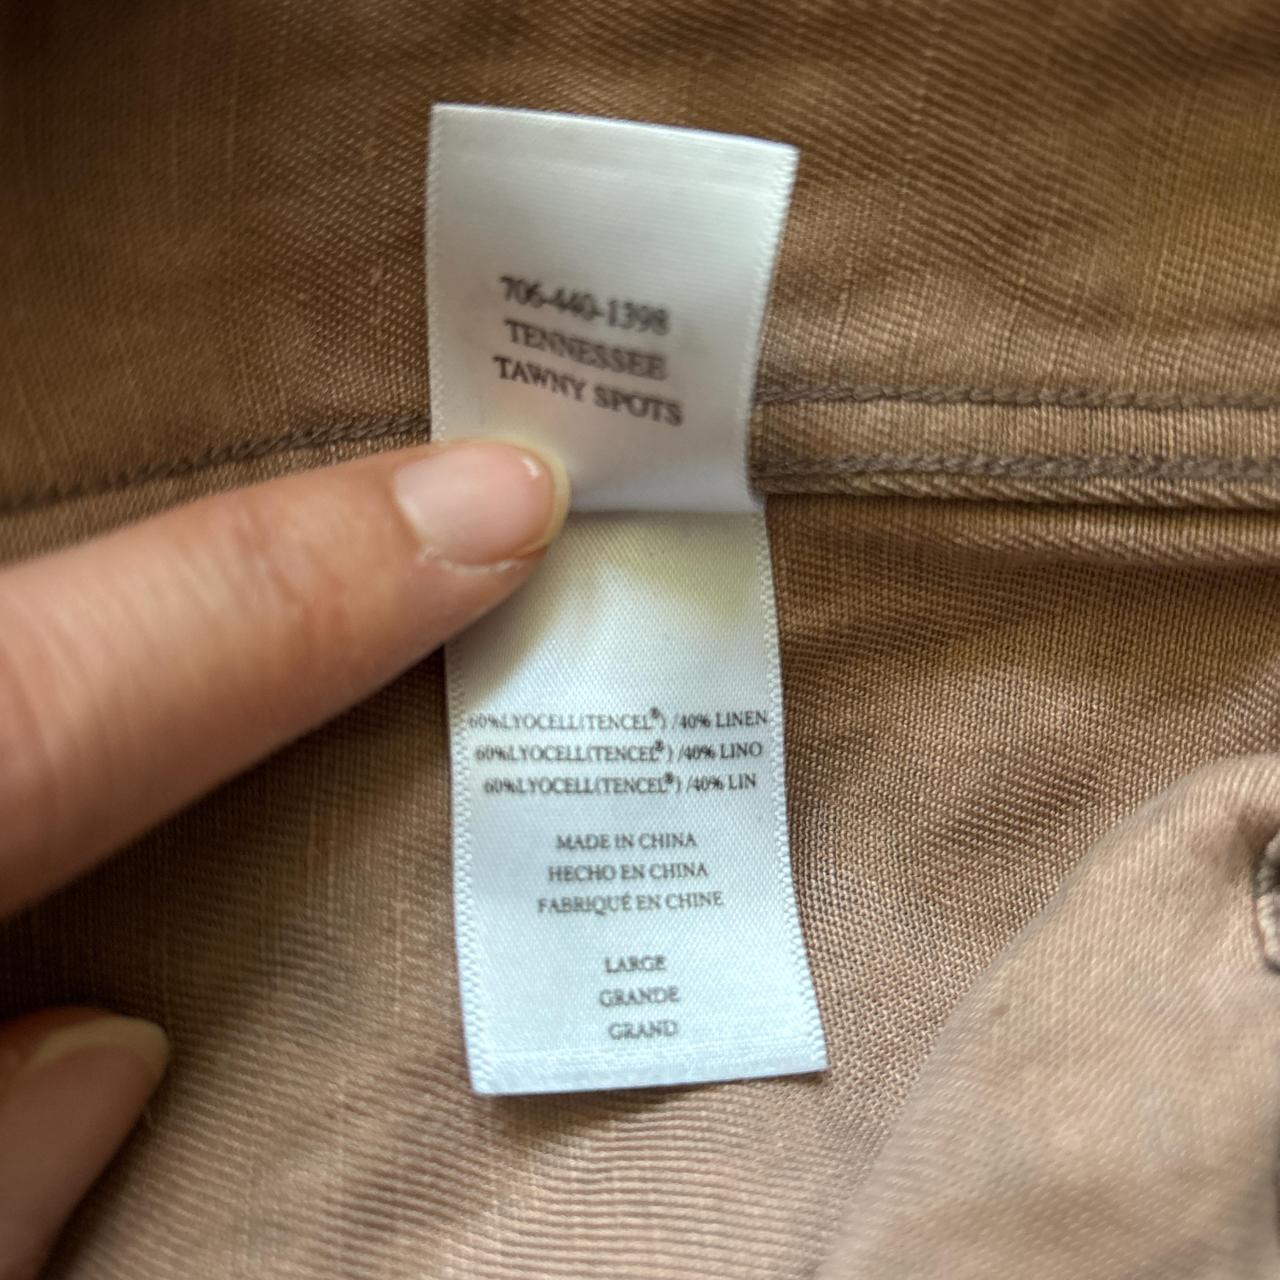 706-440-1398
TENNESSEE
TAWNY SPOTS
60%LYOCELL(TENCEL®) /40% LINEN
60%LYOCELL(TENCEL®) /40% LINO
60%LYOCELL(TENCEL®) /40% LIN
MADE IN CHINA
HECHO EN CHINA
FABRIQUÉ EN CHINE
LARGE
GRANDE
GRAND